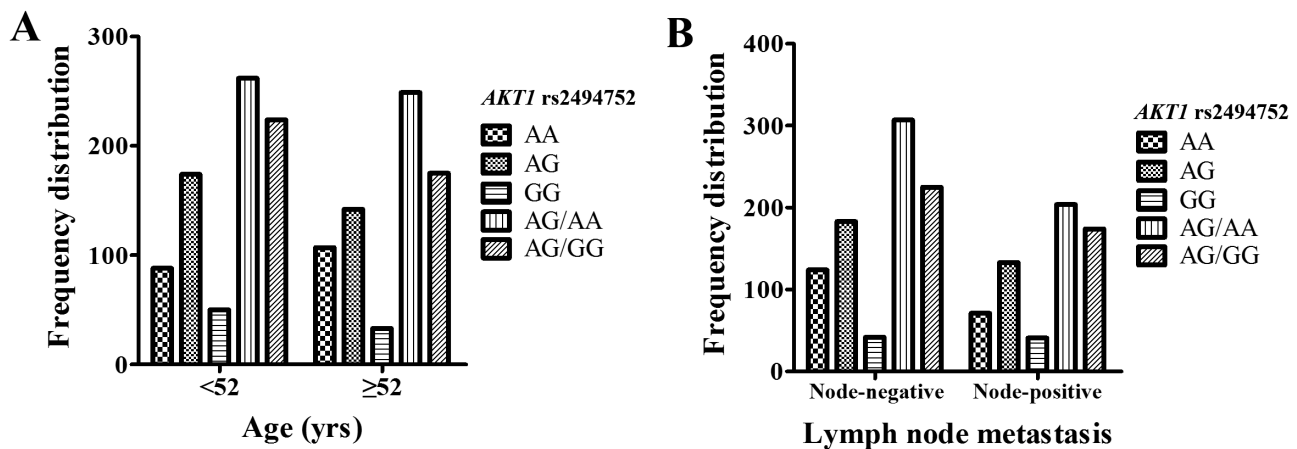 A
Frequency distribution
300
200
100
0
<52
≥52
Age (yrs)
AKT1 rs2494752
AA
AG
GG
AG/AA
AG/GG
B
Frequency distribution
400
300
200
100
0
Node-negative
Node-positive
Lymph node metastasis
AKT1 rs2494752
AA
AG
GG
AG/AA
AG/GG